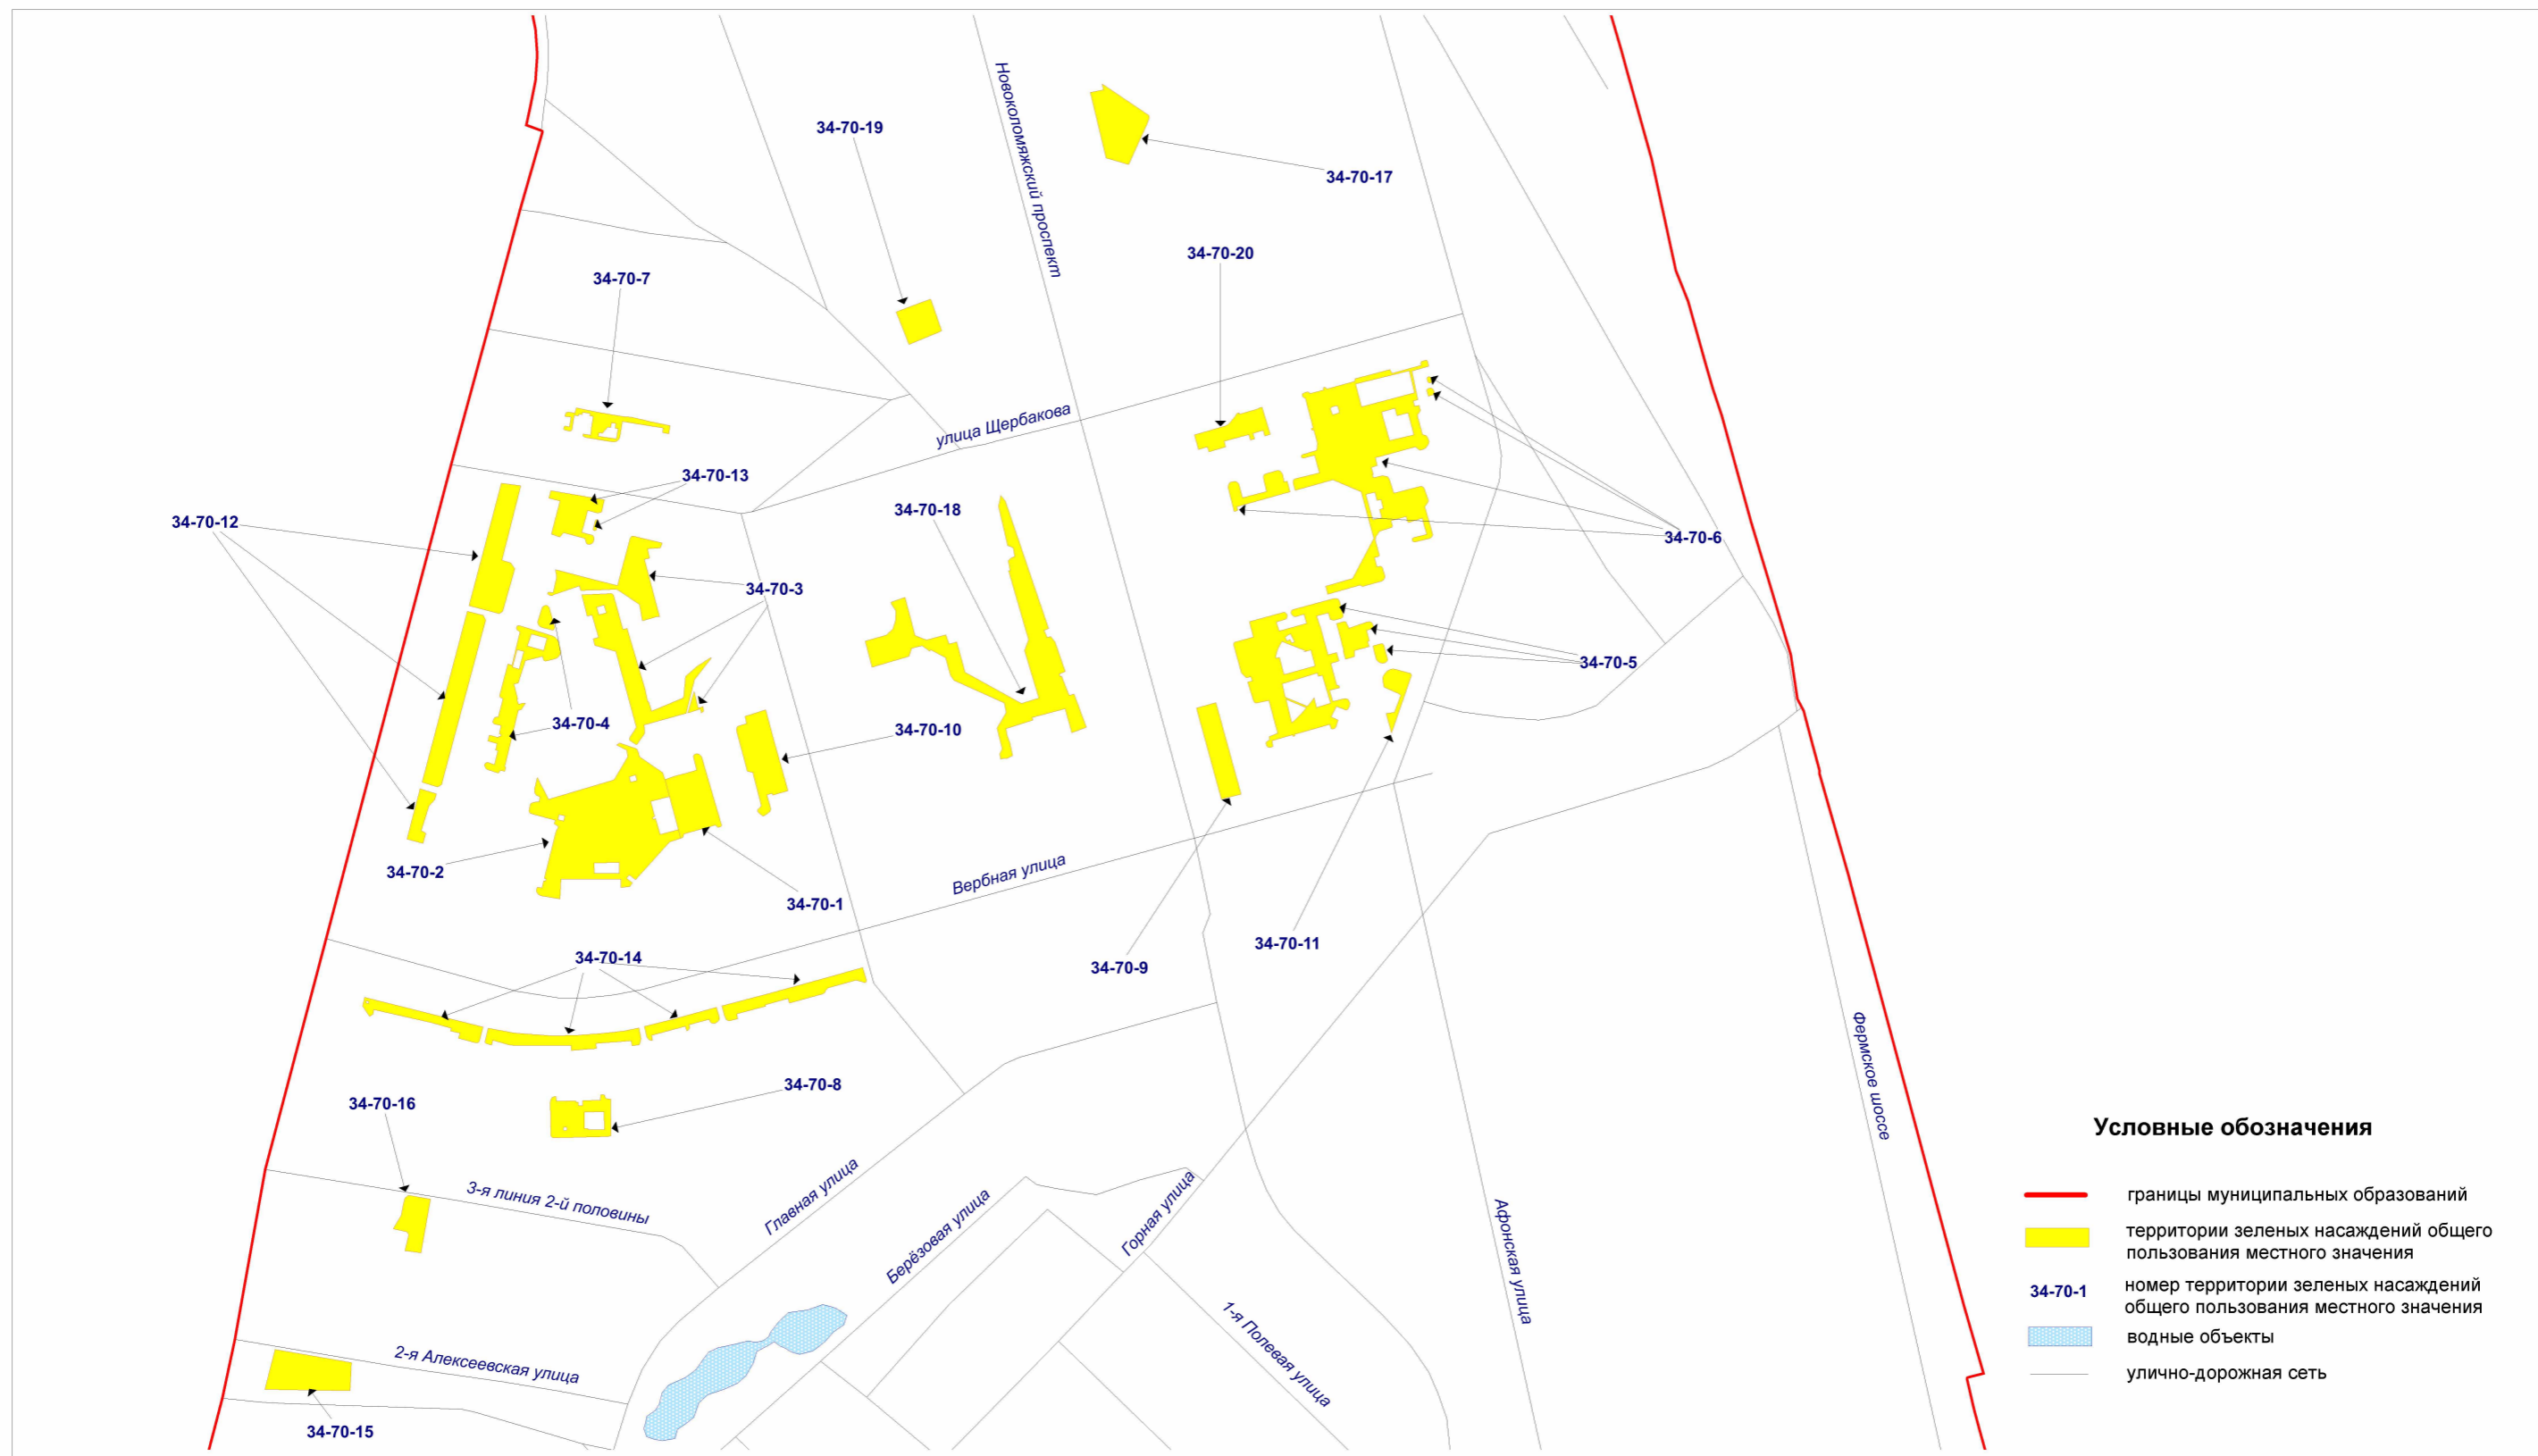 34-70-19
Новоколомяжский проспект
34-70-17
34-70-20
34-70-7
улица Щербакова
34-70-13
34-70-18
34-70-12
34-70-6
34-70-3
34-70-5
34-70-4
34-70-10
34-70-2
Вербная улица
34-70-1
34-70-11
34-70-14
34-70-9
Фермское шоссе
34-70-8
34-70-16
3-я линия 2-й половины
Главная улица
Берёзовая улица
Горная улица
Афонская улица
1-я Полевая улица
2-я Алексеевская улица
34-70-15
Условные обозначения
границы муниципальных образований
территории зеленых насаждений общего
пользования местного значения
34-70-1
номер территории зеленых насаждений
общего пользования местного значения
водные объекты
улично-дорожная сеть